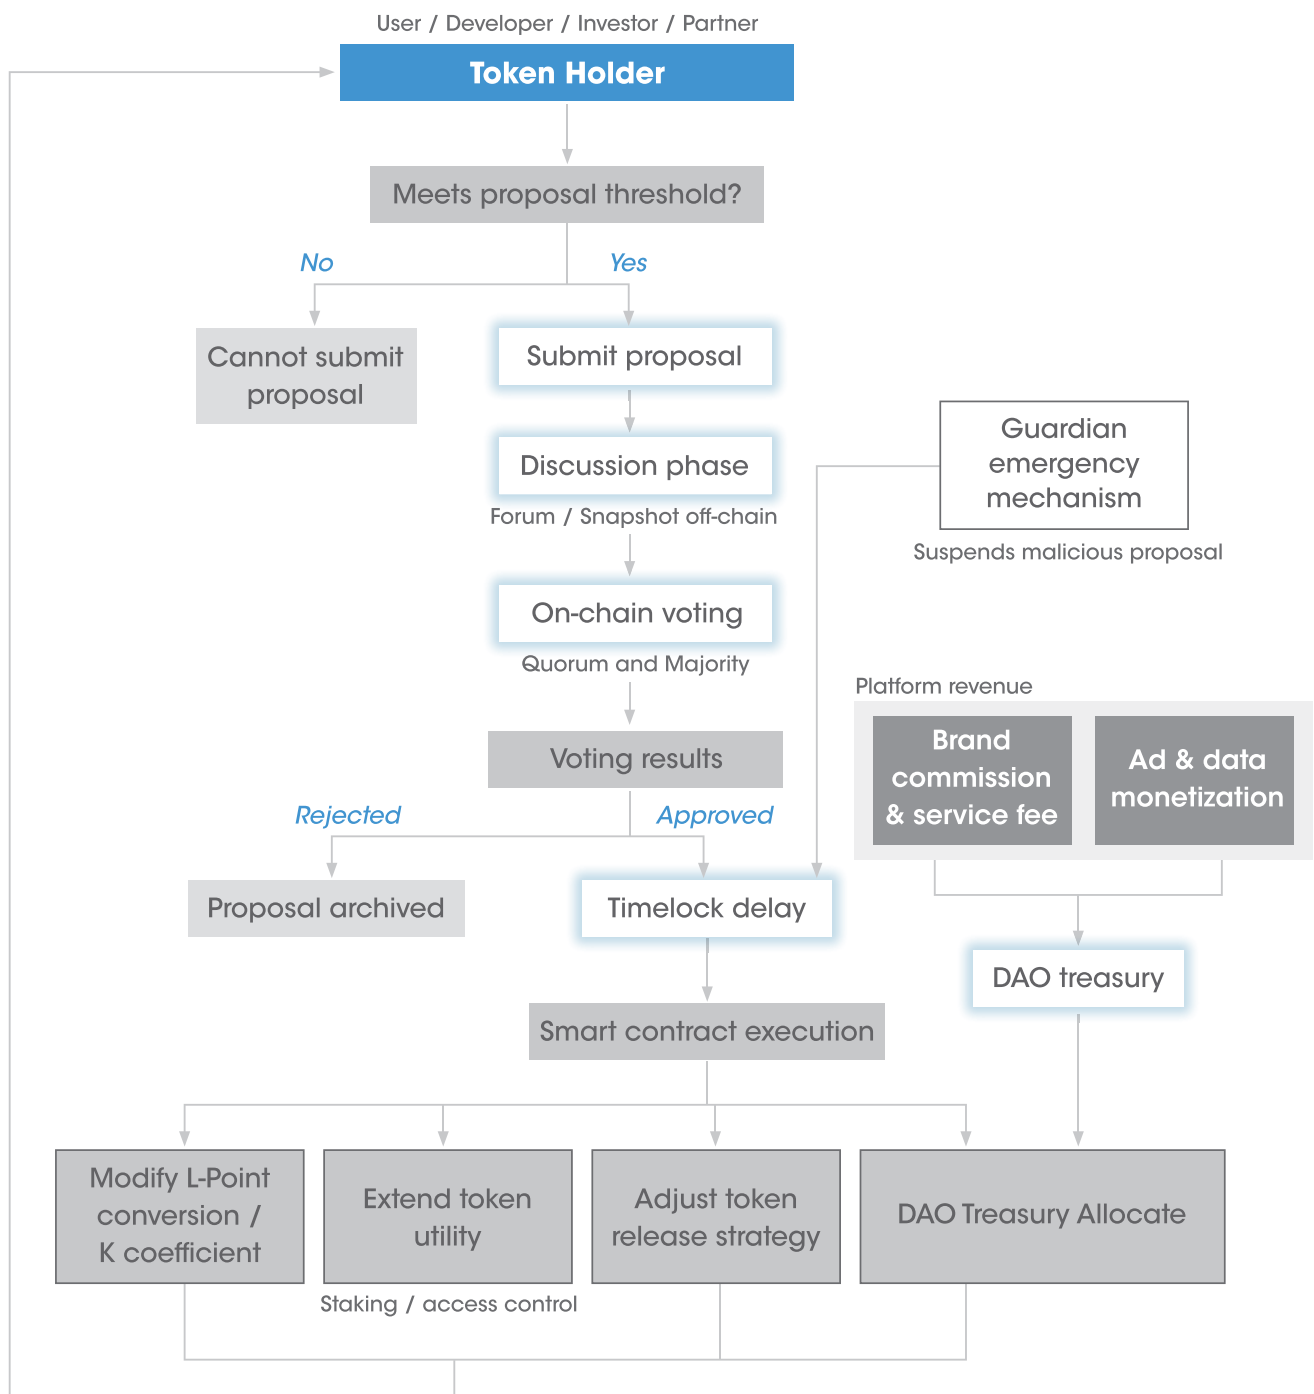 User / Developer / Investor / Partner
Token Holder
Meets proposal threshold?
No
Yes
Cannot submit
proposal
Submit proposal
Discussion phase
Forum / Snapshot off-chain
Guardian
emergency
mechanism
Suspends malicious proposal
On-chain voting
Quorum and Majority
Platform revenue
Brand
commission
& service fee
Ad & data
monetization
Voting results
Rejected
Approved
Proposal archived
Timelock delay
DAO treasury
Smart contract execution
Modify L-Point
conversion /
K coefficient
Extend token
utility
Staking / access control
Adjust token
release strategy
DAO Treasury Allocate